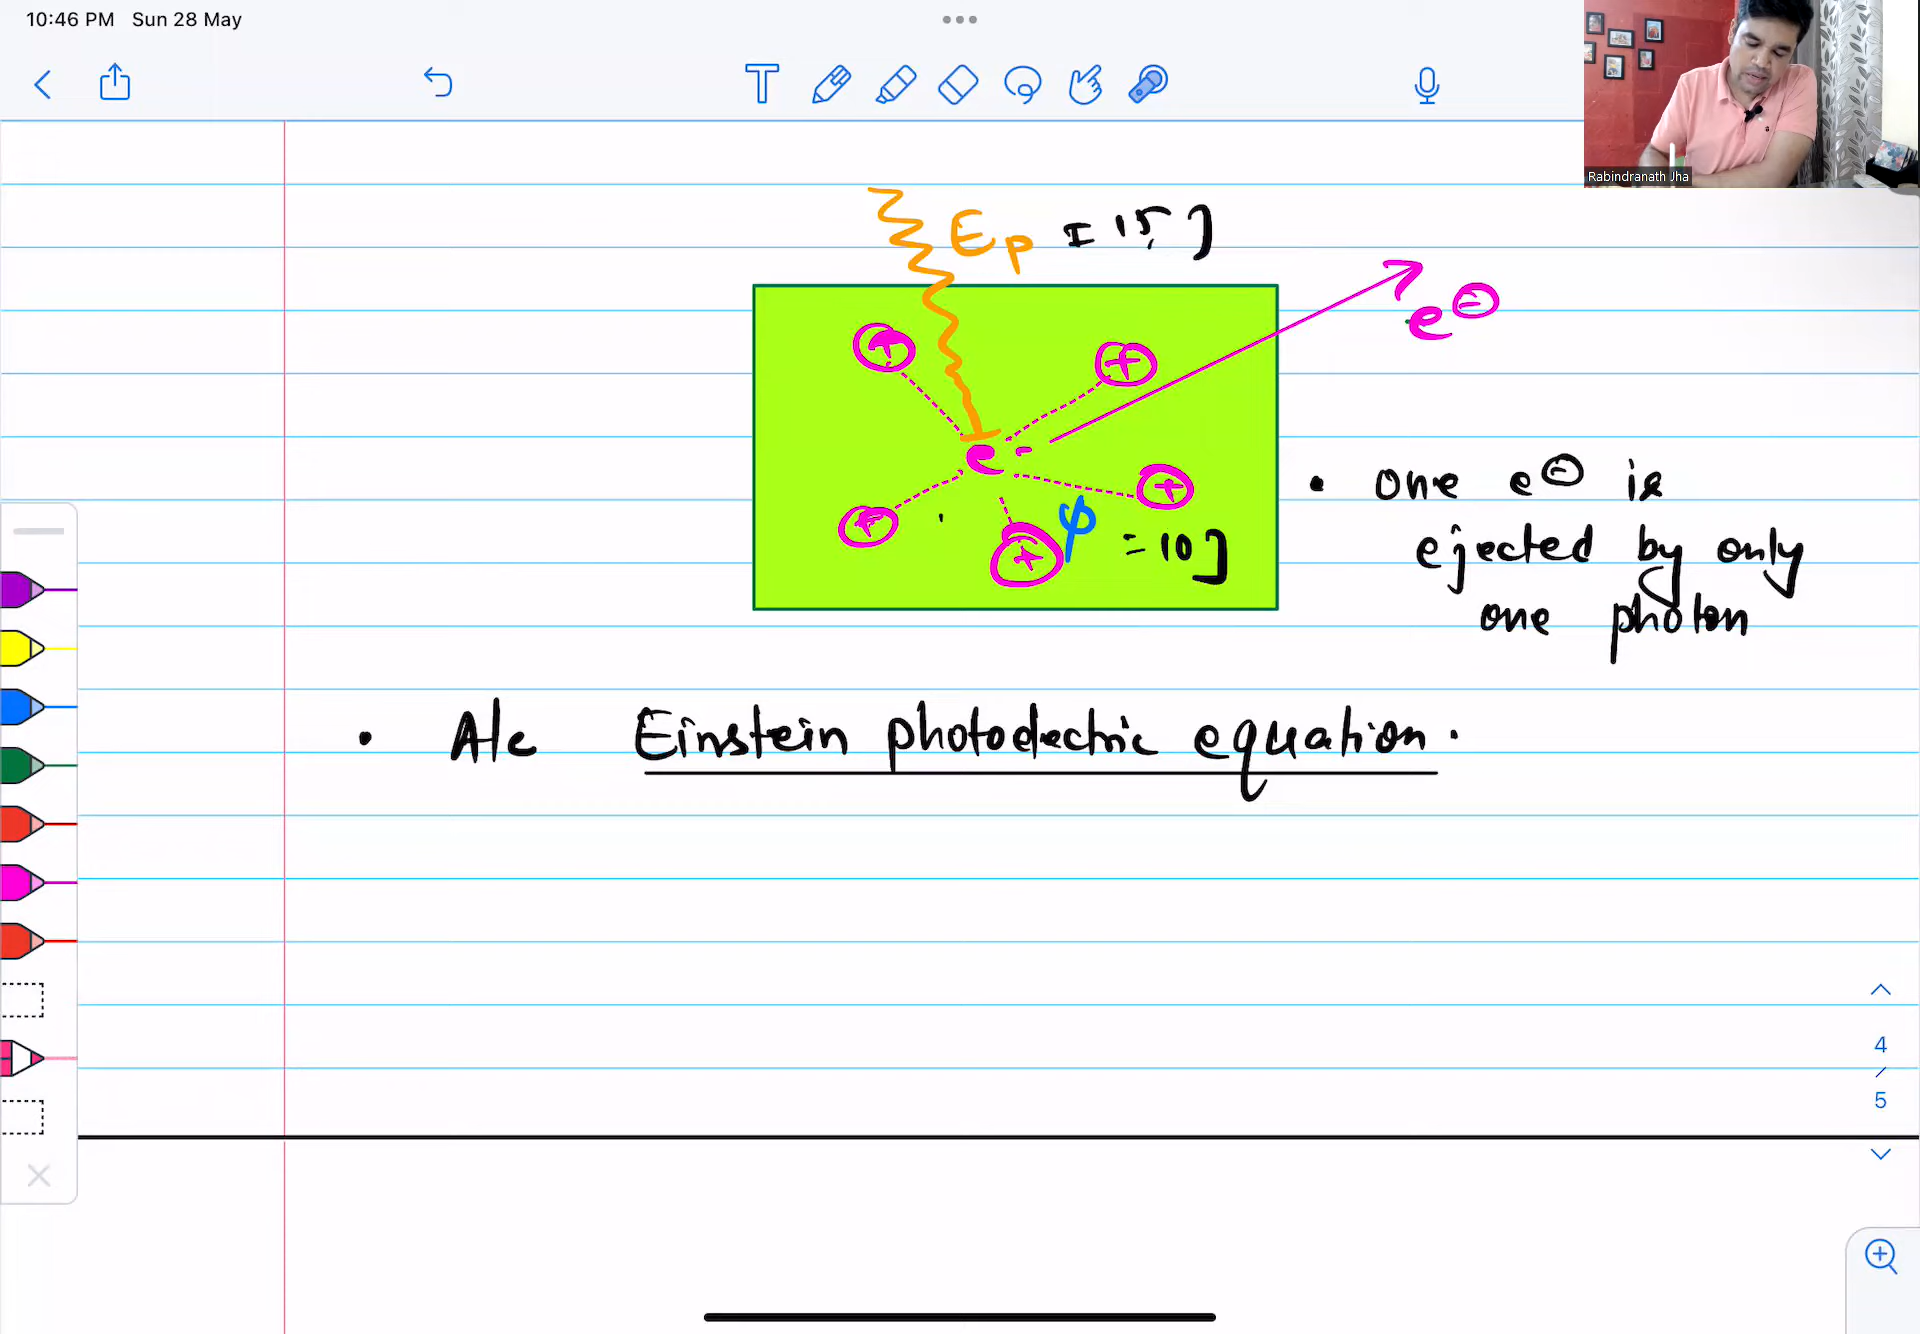 10:46 PM Sun 28 May
Rabindranath Jha
Ep = 15 J
e⊖
+
+
e-
+
+
+
φ = 10 J
• one e⊖ is
ejected by only
one photon
• A/c Einstein photoelectric equation.
4
/
5